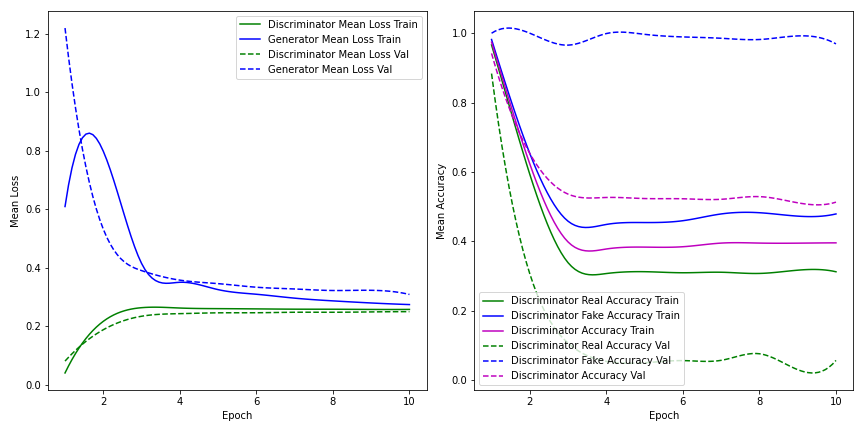 Discriminator Mean Loss Train
Generator Mean Loss Train
Discriminator Mean Loss Val
Generator Mean Loss Val
Mean Loss
1.2
1.0
0.8
0.6
0.4
0.2
0.0
2
4
6
8
10
Epoch
Mean Accuracy
1.0
0.8
0.6
0.4
0.2
0.0
Discriminator Real Accuracy Train
Discriminator Fake Accuracy Train
Discriminator Accuracy Train
Discriminator Real Accuracy Val
Discriminator Fake Accuracy Val
Discriminator Accuracy Val
2
4
6
8
10
Epoch